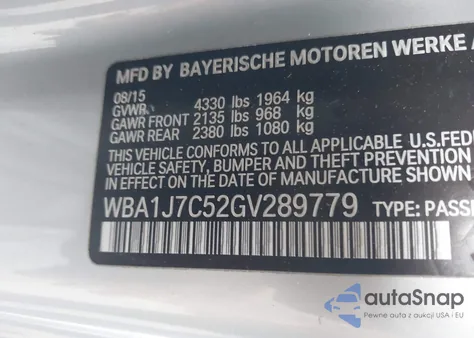 MFD BY BAYERISCHE MOTOREN WERKE
08/15
GVWR 4330 lbs 1964 kg
GAWR FRONT 2135 lbs 968 kg
GAWR REAR 2380 lbs 1080 kg
THIS VEHICLE CONFORMS TO ALL APPLICABLE U.S.FED
VEHICLE SAFETY, BUMPER AND THEFT PREVENTION
IN EFFECT ON THE DATE OF MANUFACTURE SHOWN
WBA1J7C52GV289779 TYPE: PASS
autoSnap
Pewne auta z aukcji USA i EU